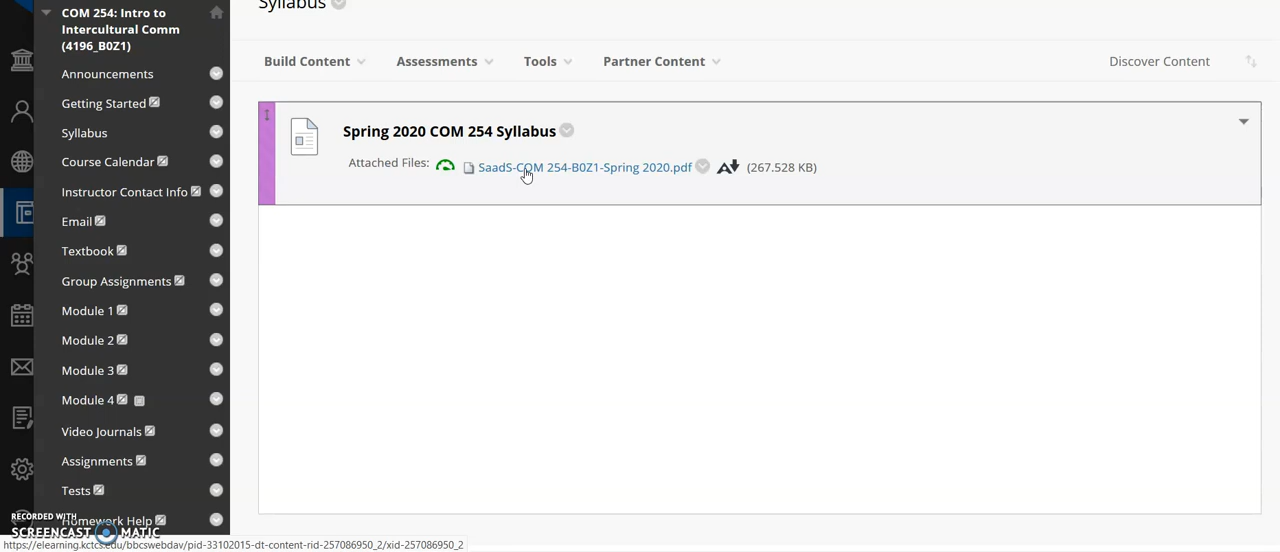 COM 254: Intro to
Intercultural Comm
(4196_B0Z1)
Announcements
Getting Started
Syllabus
Course Calendar
Instructor Contact Info
Email
Textbook
Group Assignments
Module 1
Module 2
Module 3
Module 4
Video Journals
Assignments
Tests
Homework Help
RECORDED WITH
SCREENCAST MATIC
Syllabus
Build Content Assessments Tools Partner Content Discover Content
Spring 2020 COM 254 Syllabus
Attached Files: SaadS-COM 254-B0Z1-Spring 2020.pdf A (267.528 KB)
https://elearning.kctcs.edu/bbcswebdav/pid-33102015-dt-content-rid-257086950_2/xid-257086950_2